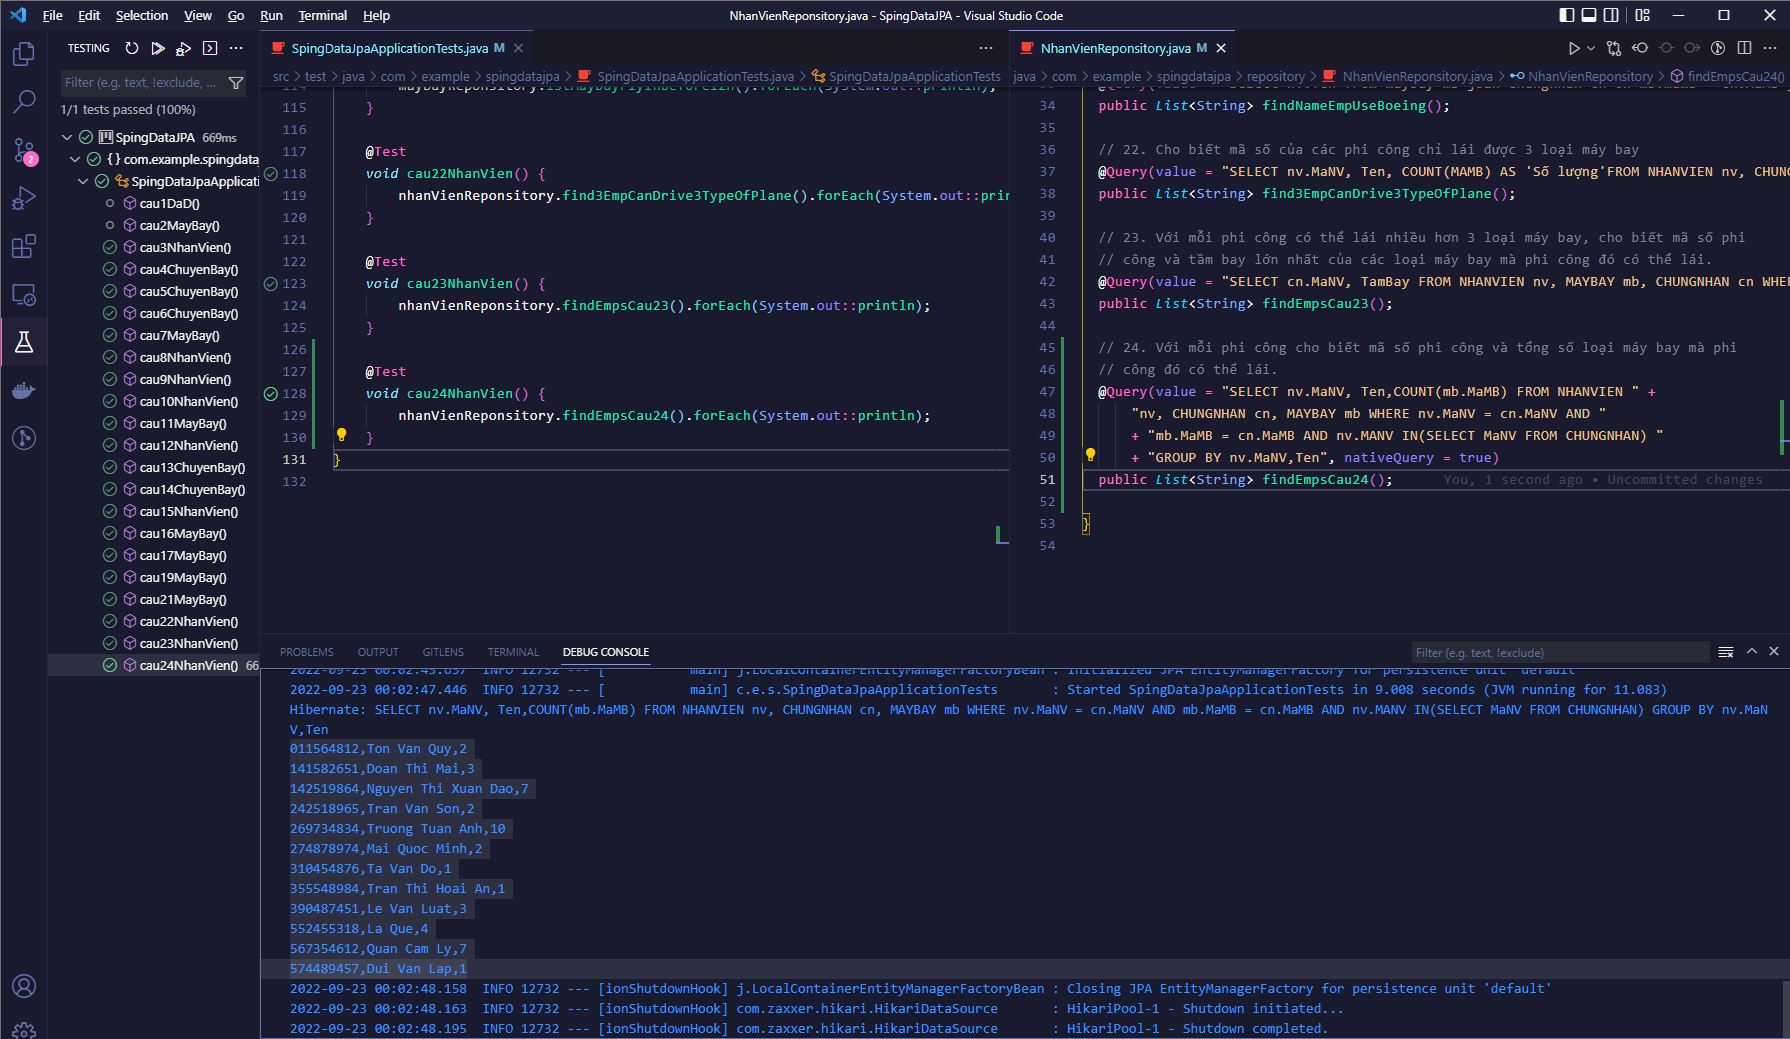 File Edit Selection View Go Run Terminal Help
NhanVienReponsitory.java - SpingDataJPA - Visual Studio Code
TESTING
Filter (e.g. text, !exclude, ...
1/1 tests passed (100%)
SpingDataJPA 669ms
{} com.example.spingdata
SpingDataJpaApplicati
cau1DaD()
cau2MayBay()
cau3NhanVien()
cau4ChuyenBay()
cau5ChuyenBay()
cau6ChuyenBay()
cau7MayBay()
cau8NhanVien()
cau9NhanVien()
cau10NhanVien()
cau11MayBay()
cau12NhanVien()
cau13ChuyenBay()
cau14ChuyenBay()
cau15NhanVien()
cau16MayBay()
cau17MayBay()
cau19MayBay()
cau21MayBay()
cau22NhanVien()
cau23NhanVien()
cau24NhanVien() 66
2
SpingDataJpaApplicationTests.java M
src > test > java > com > example > spingdatajpa > SpingDataJpaApplicationTests.java > SpingDataJpaApplicationTests
115 }
116
117 @Test
118 void cau22NhanVien() {
119 nhanVienReponsitory.find3EmpCanDrive3TypeOfPlane().forEach(System.out::prin
120 }
121
122 @Test
123 void cau23NhanVien() {
124 nhanVienReponsitory.findEmpsCau23().forEach(System.out::println);
125 }
126
127 @Test
128 void cau24NhanVien() {
129 nhanVienReponsitory.findEmpsCau24().forEach(System.out::println);
130 }
131 }
132
NhanVienReponsitory.java M
java > com > example > spingdatajpa > repository > NhanVienReponsitory.java > NhanVienReponsitory > findEmpsCau24()
34 public List<String> findNameEmpUseBoeing();
35
36 // 22. Cho biết mã số của các phi công chỉ lái được 3 loại máy bay
37 @Query(value = "SELECT nv.MaNV, Ten, COUNT(MAMB) AS 'Số lượng'FROM NHANVIEN nv, CHUNG
38 public List<String> find3EmpCanDrive3TypeOfPlane();
39
40 // 23. Với mỗi phi công có thể lái nhiều hơn 3 loại máy bay, cho biết mã số phi
41 // công và tầm bay lớn nhất của các loại máy bay mà phi công đó có thể lái.
42 @Query(value = "SELECT cn.MaNV, TamBay FROM NHANVIEN nv, MAYBAY mb, CHUNGNHAN cn WHER
43 public List<String> findEmpsCau23();
44
45 // 24. Với mỗi phi công cho biết mã số phi công và tổng số loại máy bay mà phi
46 // công đó có thể lái.
47 @Query(value = "SELECT nv.MaNV, Ten,COUNT(mb.MaMB) FROM NHANVIEN " +
48 "nv, CHUNGNHAN cn, MAYBAY mb WHERE nv.MaNV = cn.MaNV AND "
49 + "mb.MaMB = cn.MaMB AND nv.MANV IN(SELECT MaNV FROM CHUNGNHAN) "
50 + "GROUP BY nv.MaNV,Ten", nativeQuery = true)
51 public List<String> findEmpsCau24(); You, 1 second ago • Uncommitted changes
52
53 }
54
PROBLEMS OUTPUT GITLENS TERMINAL DEBUG CONSOLE
Filter (e.g. text, !exclude)
2022-09-23 00:02:47.446 INFO 12732 --- [ main] c.e.s.SpingDataJpaApplicationTests : Started SpingDataJpaApplicationTests in 9.008 seconds (JVM running for 11.083)
Hibernate: SELECT nv.MaNV, Ten,COUNT(mb.MaMB) FROM NHANVIEN nv, CHUNGNHAN cn, MAYBAY mb WHERE nv.MaNV = cn.MaNV AND mb.MaMB = cn.MaMB AND nv.MANV IN(SELECT MaNV FROM CHUNGNHAN) GROUP BY nv.MaN
V,Ten
011564812,Ton Van Quy,2
141582651,Doan Thi Mai,3
142519864,Nguyen Thi Xuan Dao,7
242518965,Tran Van Son,2
269734834,Truong Tuan Anh,10
274878974,Mai Quoc Minh,2
310454876,Ta Van Do,1
355548984,Tran Thi Hoai An,1
390487451,Le Van Luat,3
552455318,La Que,4
567354612,Quan Cam Ly,7
574489457,Dui Van Lap,1
2022-09-23 00:02:48.158 INFO 12732 --- [ionShutdownHook] j.LocalContainerEntityManagerFactoryBean : Closing JPA EntityManagerFactory for persistence unit 'default'
2022-09-23 00:02:48.163 INFO 12732 --- [ionShutdownHook] com.zaxxer.hikari.HikariDataSource : HikariPool-1 - Shutdown initiated...
2022-09-23 00:02:48.195 INFO 12732 --- [ionShutdownHook] com.zaxxer.hikari.HikariDataSource : HikariPool-1 - Shutdown completed.